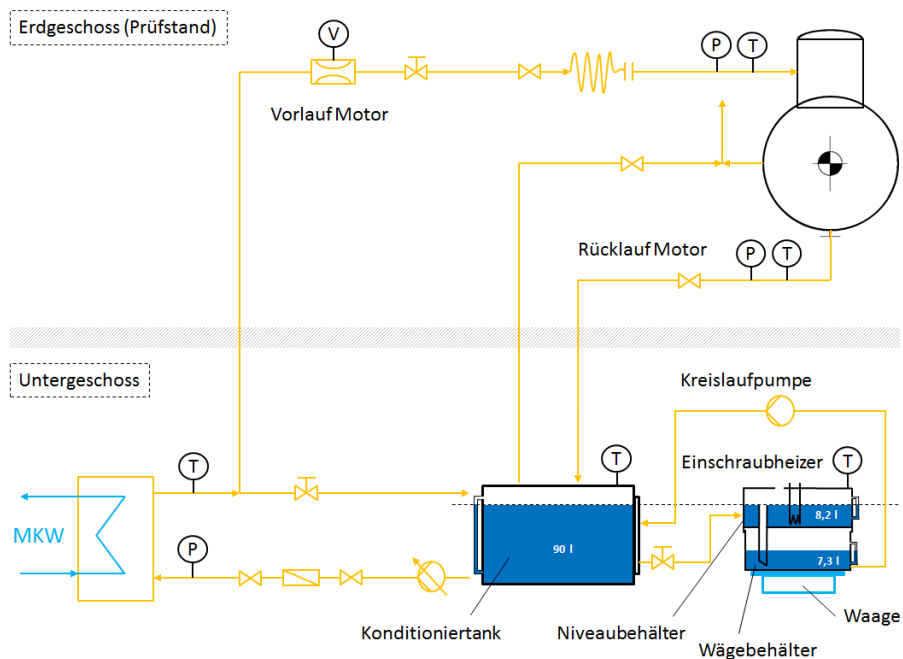 Erdgeschoss (Prüfstand)
V
P
T
Vorlauf Motor
Rücklauf Motor
P
T
Untergeschoss
Kreislaufpumpe
T
T
Einschraubheizer
T
MKW
P
8,2 l
90 l
7,3 l
Waage
Konditioniertank
Niveaubehälter
Wägebehälter